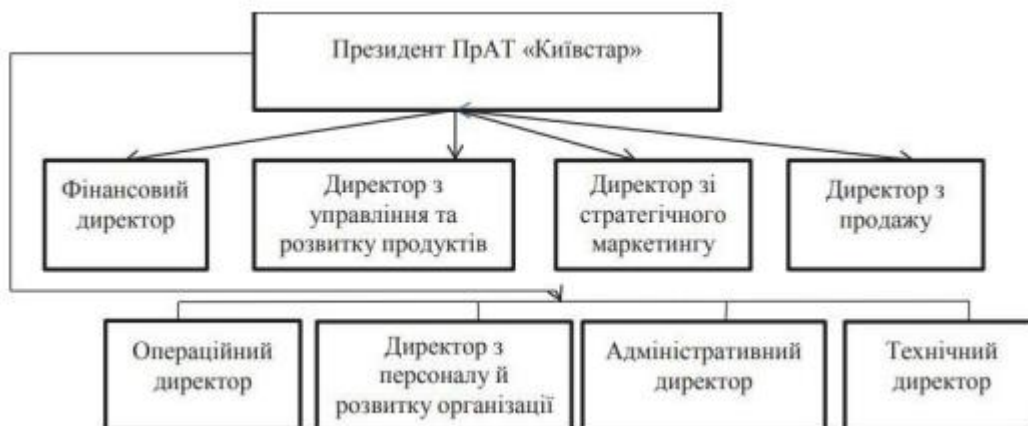 Президент ПрАТ «Київстар»
Фінансовий
директор
Директор з
управління та
розвитку продуктів
Директор зі
стратегічного
маркетингу
Директор з
продажу
Операційний
директор
Директор з
персоналу й
розвитку організації
Адміністративний
директор
Технічний
директор